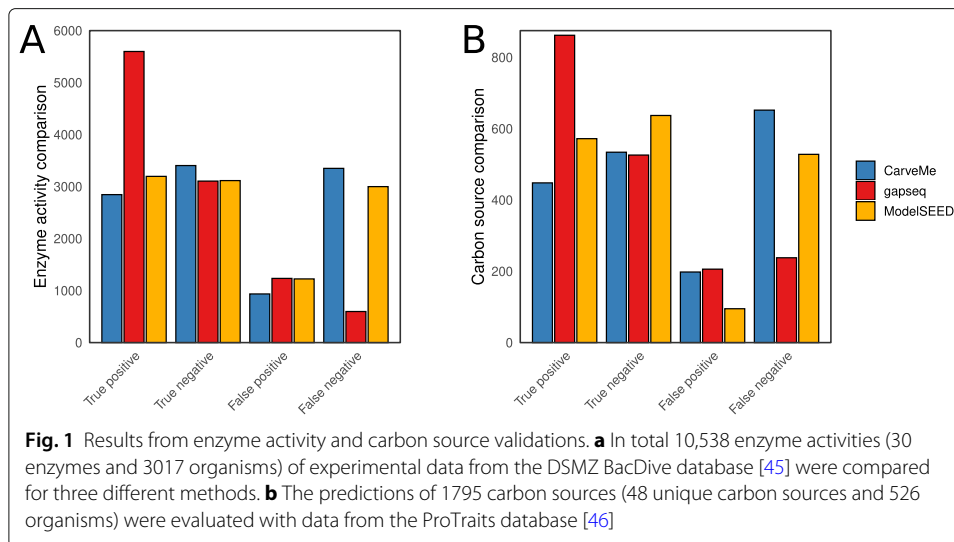 A
Enzyme activity comparison
6000
5000
4000
3000
2000
1000
0
True positive
True negative
False positive
False negative
B
Carbon source comparison
800
600
400
200
0
True positive
True negative
False positive
False negative
CarveMe
gapseq
ModelSEED
Fig. 1 Results from enzyme activity and carbon source validations. a In total 10,538 enzyme activities (30
enzymes and 3017 organisms) of experimental data from the DSMZ BacDive database [45] were compared
for three different methods. b The predictions of 1795 carbon sources (48 unique carbon sources and 526
organisms) were evaluated with data from the ProTraits database [46]